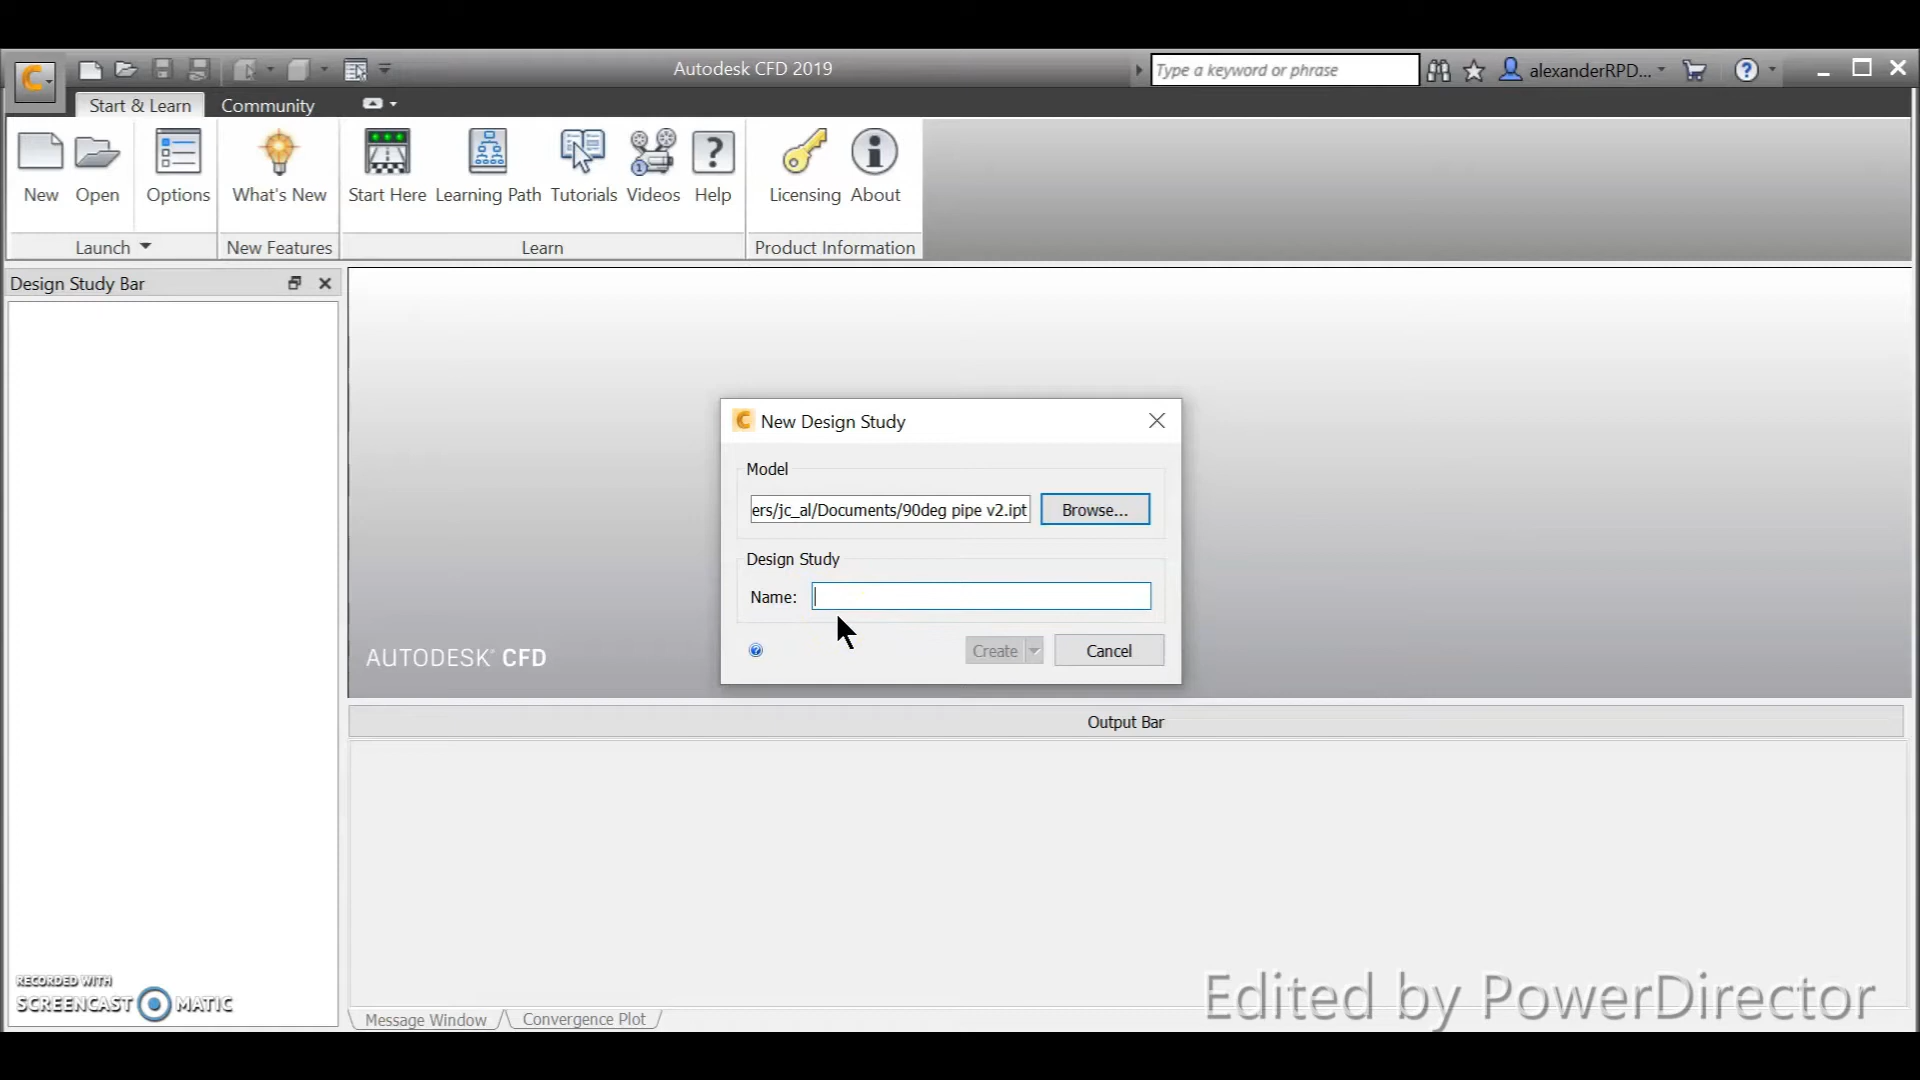 Autodesk CFD 2019
Type a keyword or phrase
alexanderRPD...
Start & Learn
Community
New
Open
Options
What's New
Start Here
Learning Path
Tutorials
Videos
Help
Licensing
About
Launch
New Features
Learn
Product Information
Design Study Bar
New Design Study
Model
ers/jc_al/Documents/90deg pipe v2.ipt
Browse...
Design Study
Name:
Create
Cancel
AUTODESK® CFD
Output Bar
RECORDED WITH
SCREENCAST MATIC
Edited by PowerDirector
Message Window
Convergence Plot